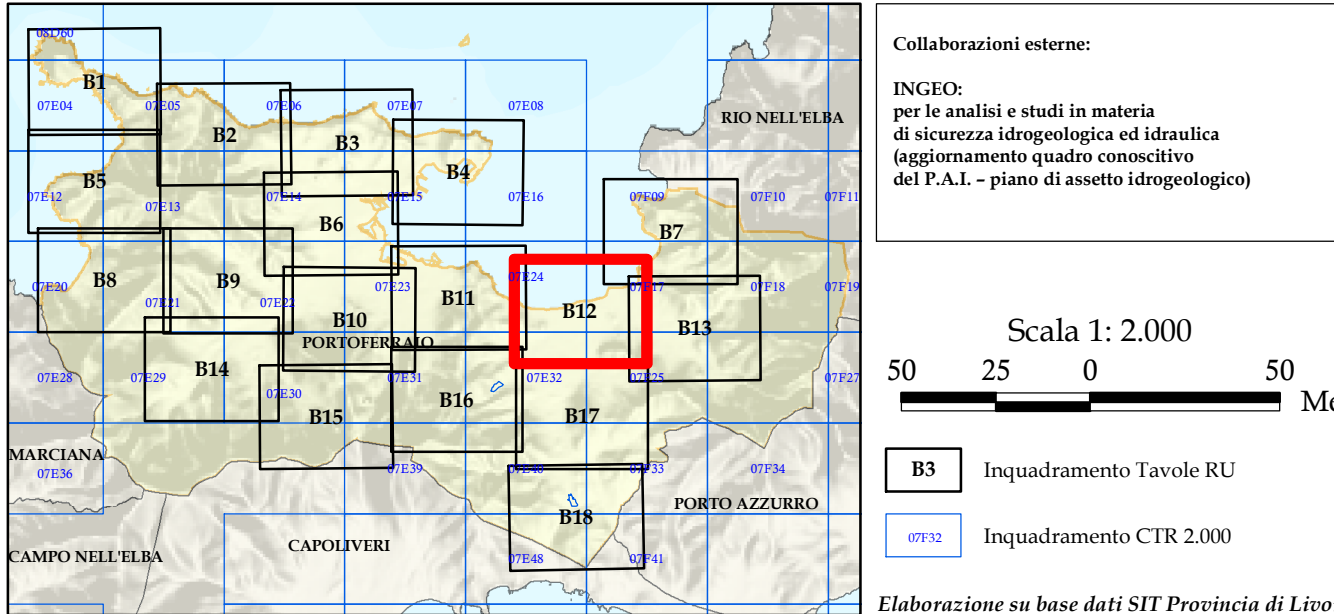 08D60
B1
07E04
07E05
07E06
07E07
07E08
B2
B3
B4
RIO NELL'ELBA
B5
07E12
07E13
07E14
07E15
07E16
07F09
07F10
07F11
B6
B7
B8
B9
07E20
07E21
07E22
07E23
07E24
07F17
07F18
07F19
B10
B11
B12
B13
PORTOFERRAIO
B14
07E28
07E29
07E30
07E31
07E32
07F25
07F27
B15
B16
B17
MARCIANA
07E36
07E39
07E40
07F33
07F34
PORTO AZZURRO
B18
CAMPO NELL'ELBA
CAPOLIVERI
07E48
07F41
Collaborazioni esterne:
INGEO:
per le analisi e studi in materia
di sicurezza idrogeologica ed idraulica
(aggiornamento quadro conoscitivo
del P.A.I. – piano di assetto idrogeologico)
Scala 1: 2.000
50 25 0 50
Me
B3 Inquadramento Tavole RU
07F32 Inquadramento CTR 2.000
Elaborazione su base dati SIT Provincia di Livo